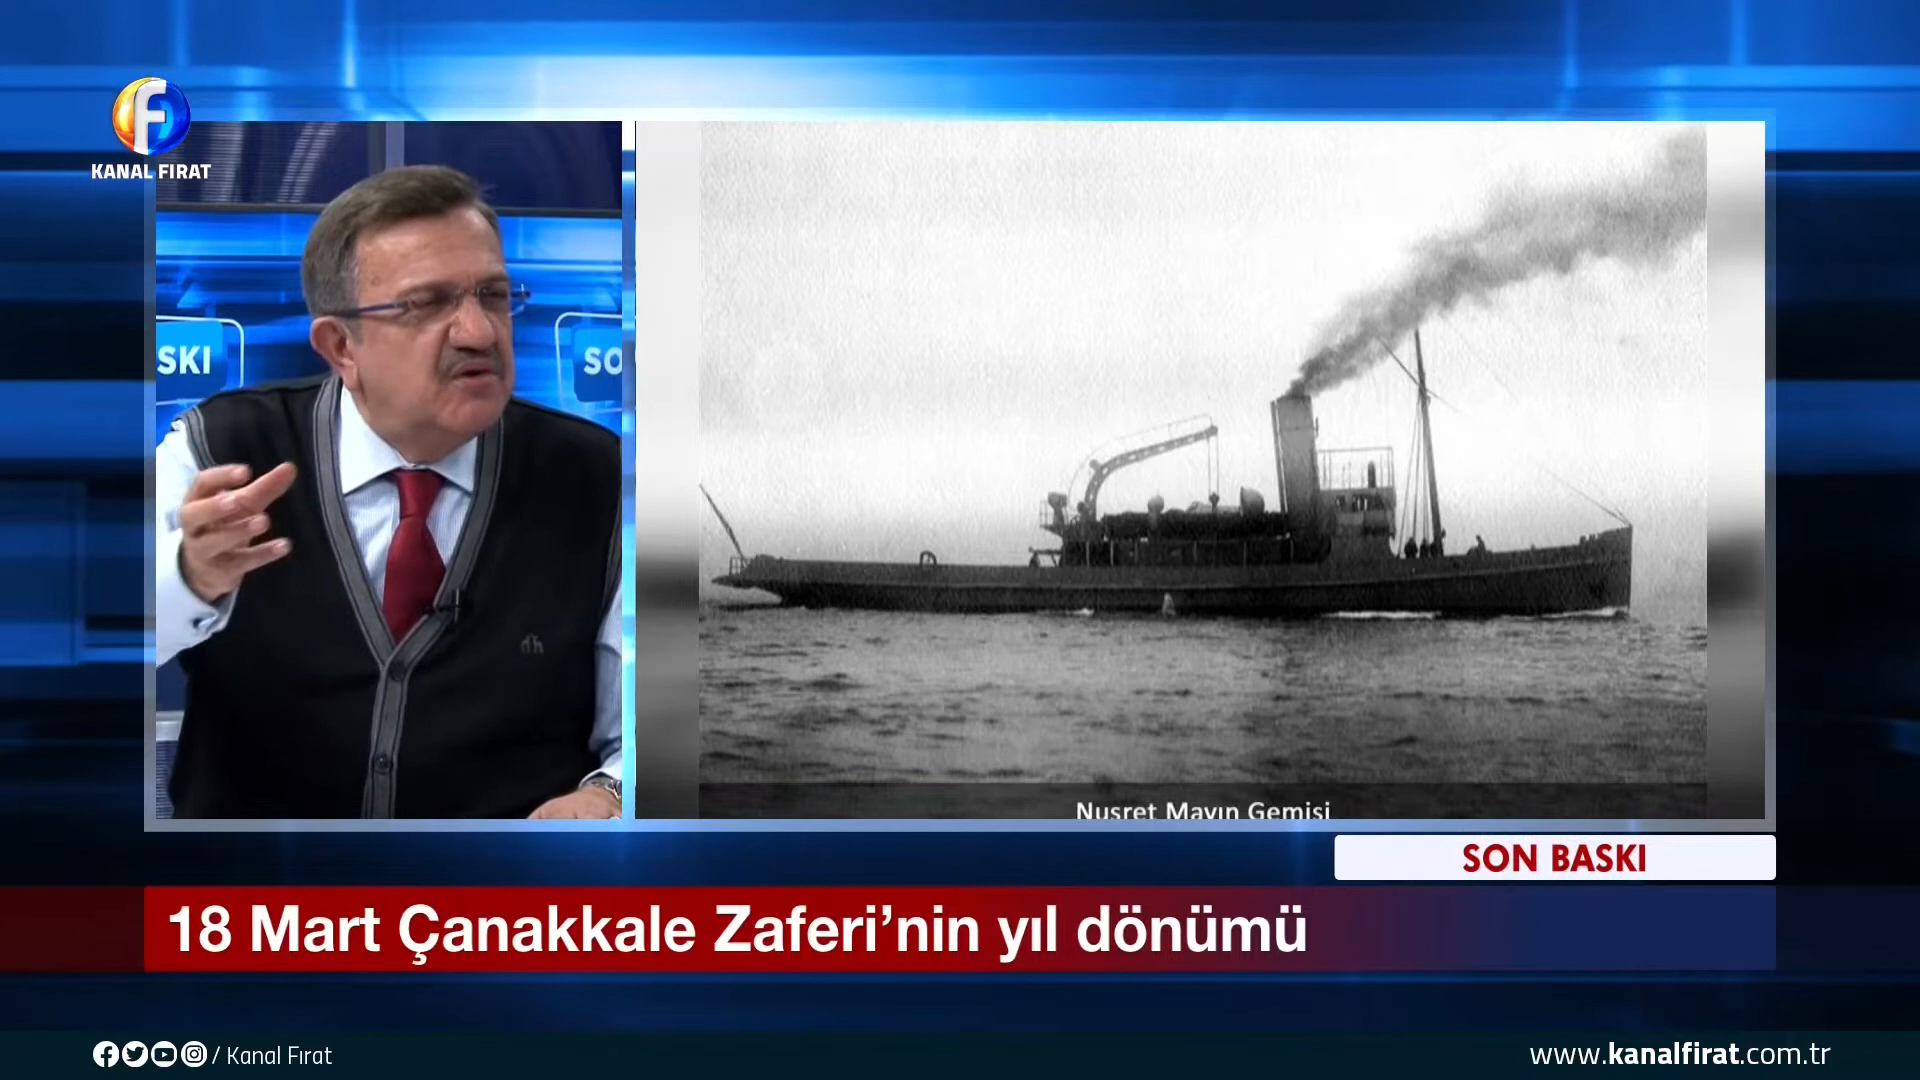 KANAL FIRAT
SKI
SO
Nusret Mayın Gemisi
SON BASKI
18 Mart Çanakkale Zaferi’nin yıl dönümü
/ Kanal Fırat
www.kanalfirat.com.tr